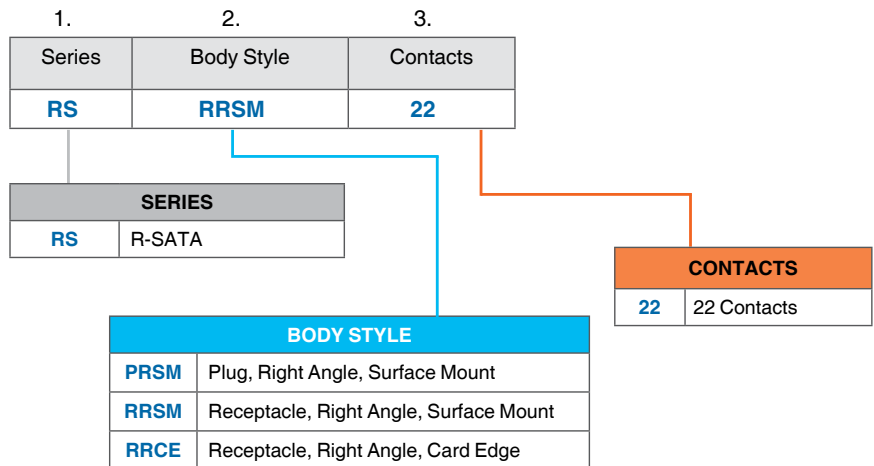 1. 2. 3.
Series Body Style Contacts
RS RRSM 22
SERIES
RS R-SATA
CONTACTS
22 22 Contacts
BODY STYLE
PRSM Plug, Right Angle, Surface Mount
RRSM Receptacle, Right Angle, Surface Mount
RRCE Receptacle, Right Angle, Card Edge